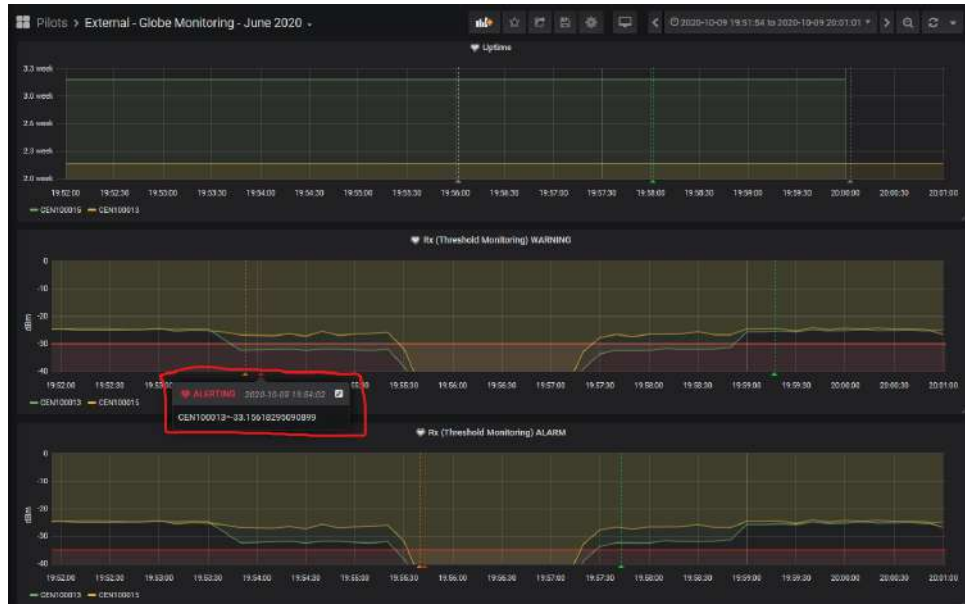 Pilots > External - Globe Monitoring - June 2020
2020-10-09 19:51:54 to 2020-10-09 20:01:01
Uptime
3.3 week
3.0 week
2.6 week
2.3 week
2.0 week
19:52:00 19:52:30 19:53:00 19:53:30 19:54:00 19:54:30 19:55:00 19:55:30 19:56:00 19:56:30 19:57:00 19:57:30 19:58:00 19:58:30 19:59:00 19:59:30 20:00:00 20:00:30 20:01:00
CEN100015 CEN100013
Rx (Threshold Monitoring) WARNING
0
-10
-20
-30
-40
dBm
19:52:00 19:52:30 19:55:30 19:56:00 19:56:30 19:57:00 19:57:30 19:58:00 19:58:30 19:59:00 19:59:30 20:00:00 20:00:30 20:01:00
CEN100013 CEN100015
ALERTING 2020-10-09 19:54:02
CEN100013~-33.15618295090899
Rx (Threshold Monitoring) ALARM
0
-10
-20
-30
-40
dBm
19:52:00 19:52:30 19:53:00 19:53:30 19:54:00 19:54:30 19:55:00 19:55:30 19:56:00 19:56:30 19:57:00 19:57:30 19:58:00 19:58:30 19:59:00 19:59:30 20:00:00 20:00:30 20:01:00
CEN100013 CEN100015